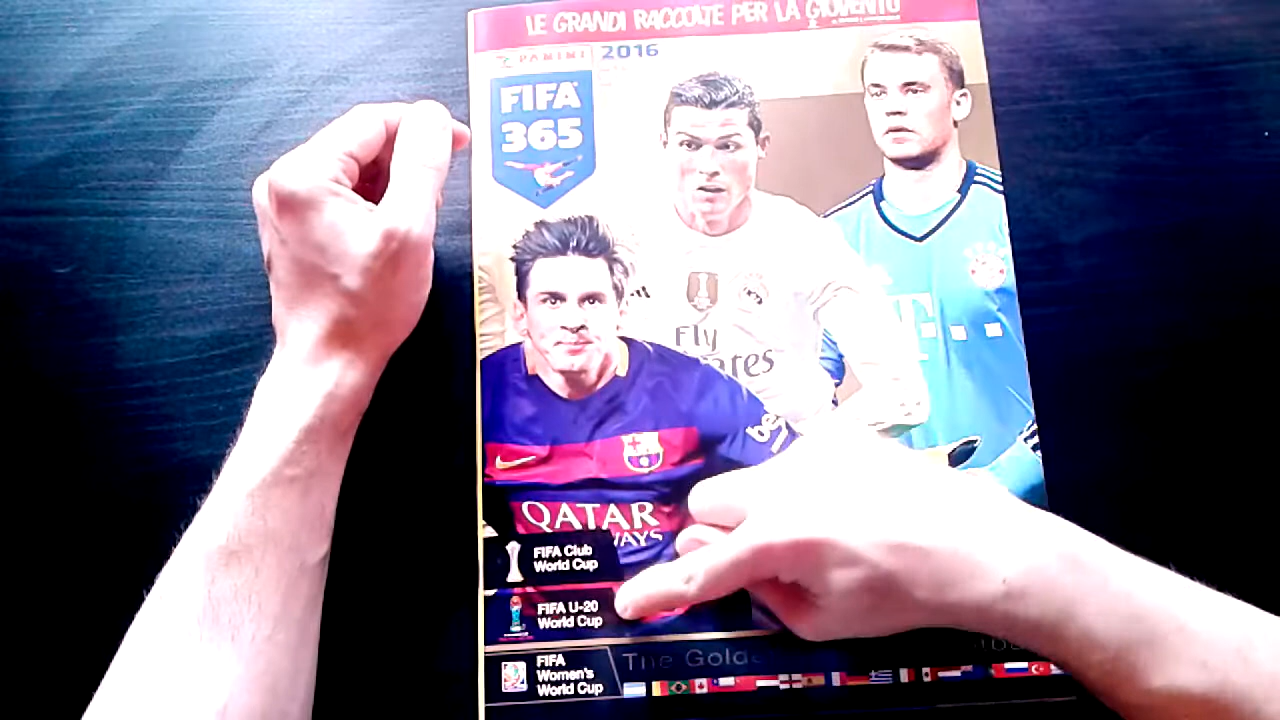 LE GRANDI RACCOLTE PER LA GIOVENTÙ
PANINI 2016
FIFA
365
Fly
QATAR
FIFA Club
World Cup
FIFA U-20
World Cup
The Gold
FIFA
Women's
World Cup